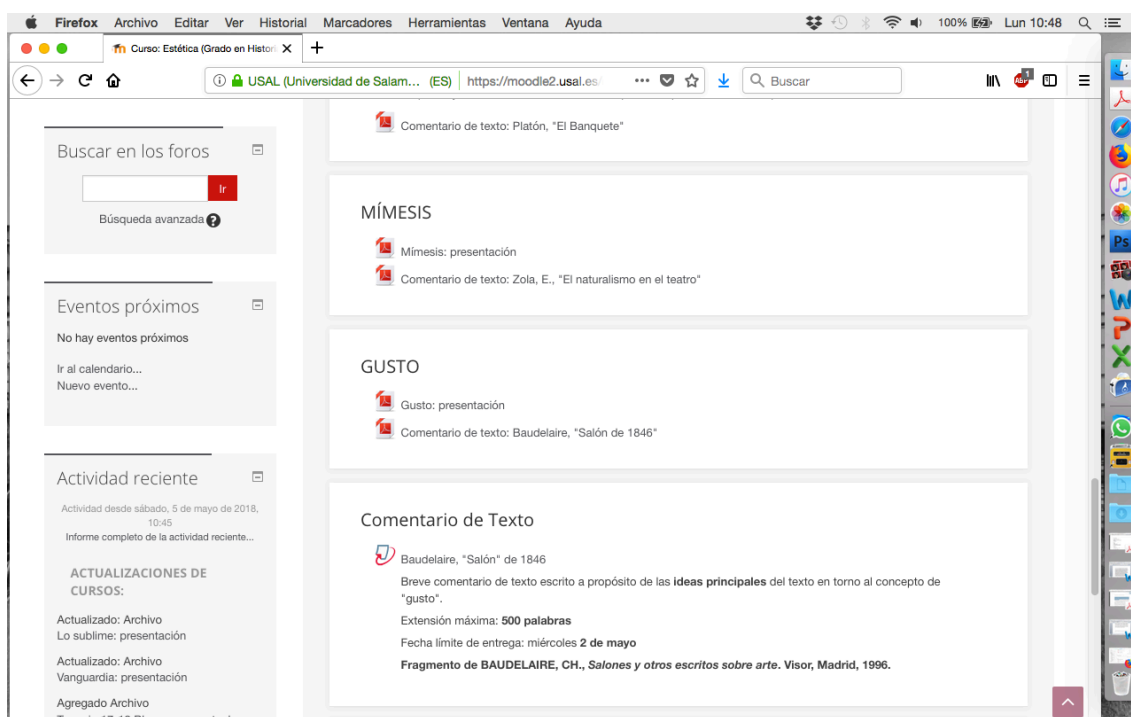 Firefox Archivo Editar Ver Historial Marcadores Herramientas Ventana Ayuda 100% Lun 10:48
Curso: Estética (Grado en Histori
USAL (Universidad de Salam... (ES) https://moodle2.usal.es/ Buscar
ABP 1
Comentario de texto: Platón, "El Banquete"
Buscar en los foros
Ir
Búsqueda avanzada
MÍMESIS
Mímesis: presentación
Comentario de texto: Zola, E., "El naturalismo en el teatro"
Eventos próximos
No hay eventos próximos
Ir al calendario...
Nuevo evento...
GUSTO
Gusto: presentación
Comentario de texto: Baudelaire, "Salón de 1846"
Actividad reciente
Actividad desde sábado, 5 de mayo de 2018,
10:45
Informe completo de la actividad reciente...
ACTUALIZACIONES DE
CURSOS:
Actualizado: Archivo
Lo sublime: presentación
Actualizado: Archivo
Vanguardia: presentación
Agregado Archivo
Comentario de Texto
Baudelaire, "Salón" de 1846
Breve comentario de texto escrito a propósito de las ideas principales del texto en torno al concepto de
"gusto".
Extensión máxima: 500 palabras
Fecha límite de entrega: miércoles 2 de mayo
Fragmento de BAUDELAIRE, CH., Salones y otros escritos sobre arte. Visor, Madrid, 1996.
Ps